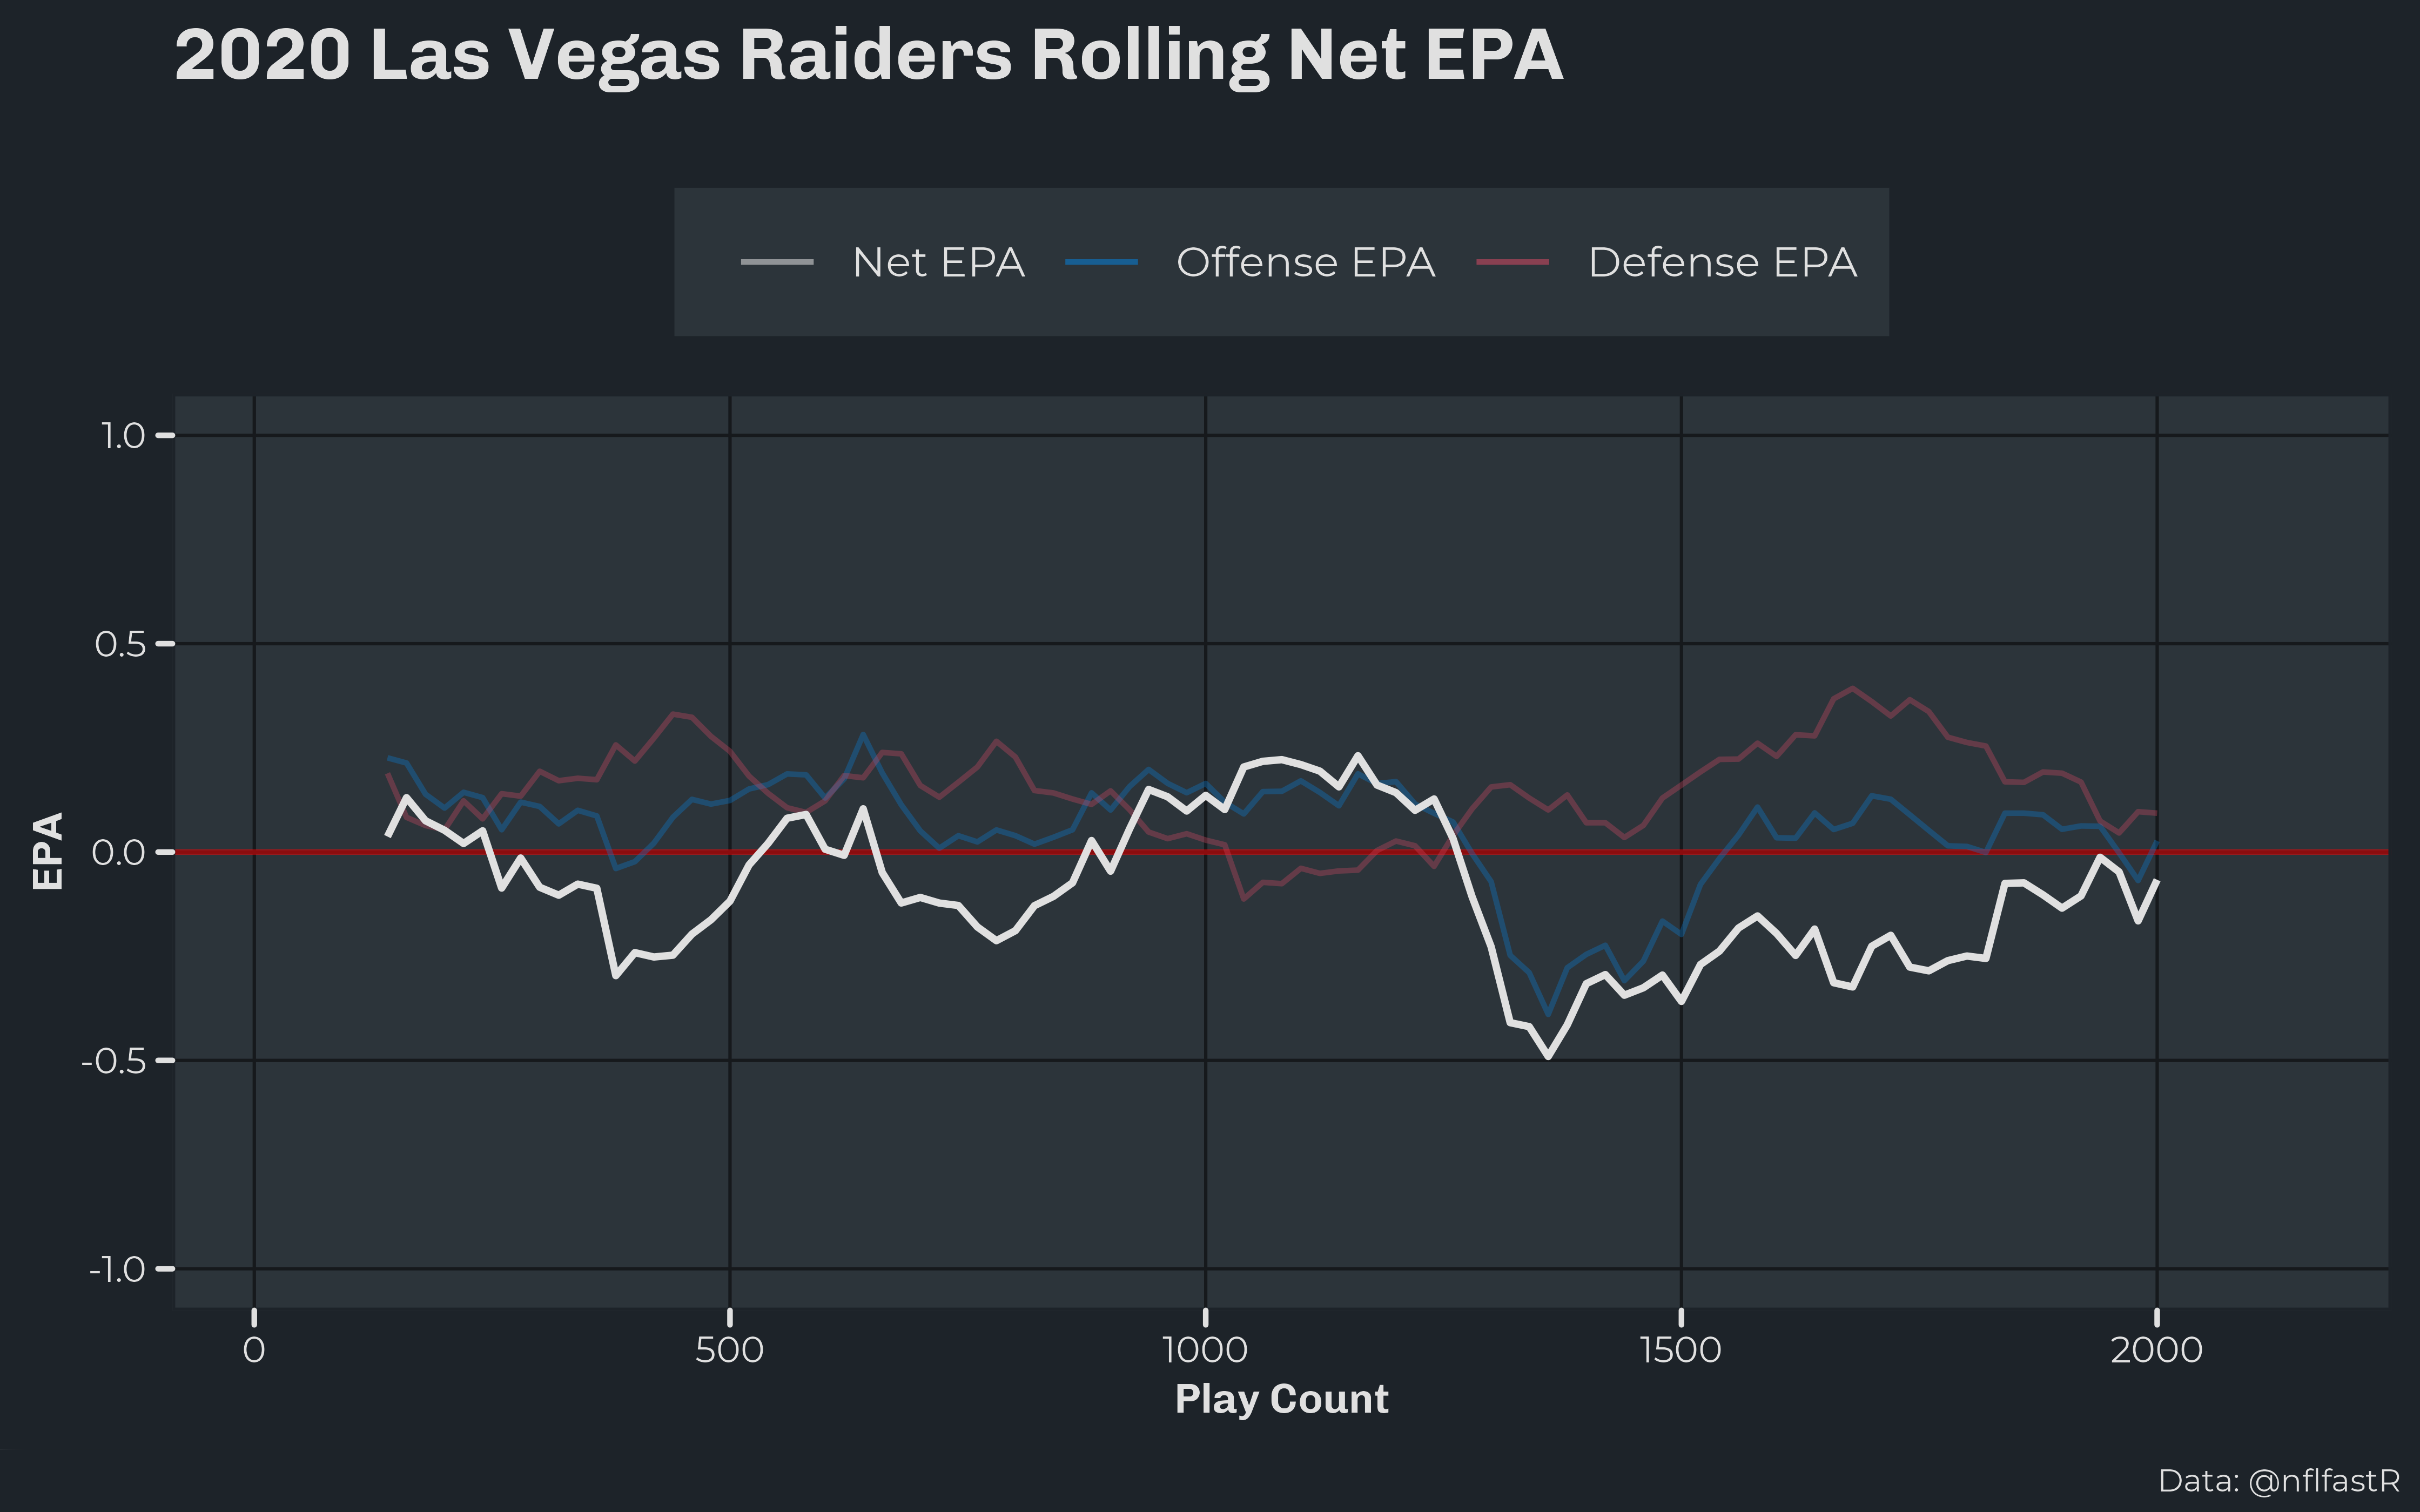 2020 Las Vegas Raiders Rolling Net EPA
Net EPA Offense EPA Defense EPA
1.0
0.5
0.0
-0.5
-1.0
EPA
0 500 1000 1500 2000
Play Count
Data: @nflfastR